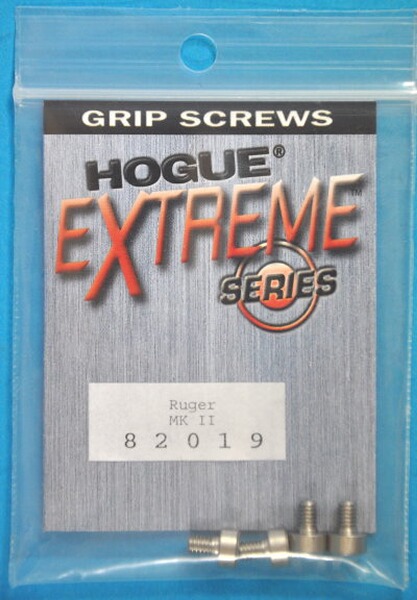 GRIP SCREWS
HOGUE®
EXTREME™
SERIES
Ruger
MK II
82019